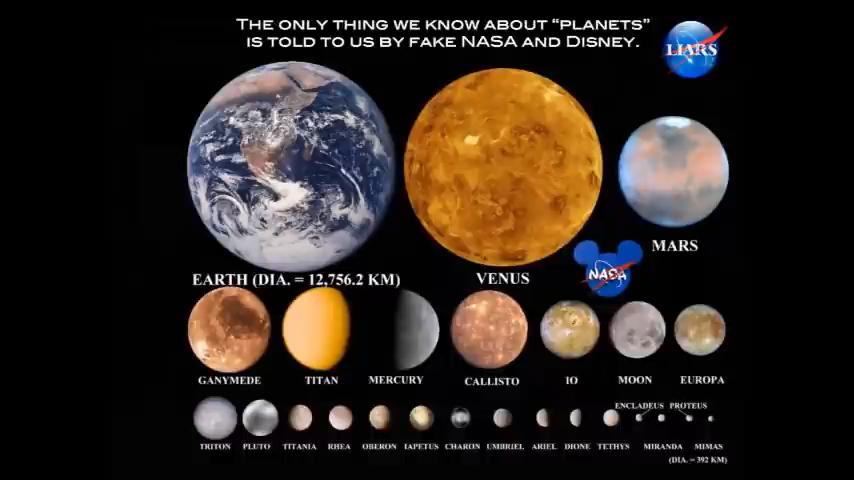 THE ONLY THING WE KNOW ABOUT “PLANETS”
IS TOLD TO US BY FAKE NASA AND DISNEY.
LIARS
MARS
EARTH (DIA. = 12,756.2 KM)
VENUS
NASA
GANYMEDE TITAN MERCURY CALLISTO IO MOON EUROPA
ENCLADEUS PROTEUS
TRITON PLUTO TITANIA RHEA OBERON IAPETUS CHARON UMBRIEL ARIEL DIONE TETHYS MIRANDA MIMAS
(DIA. = 392 KM)